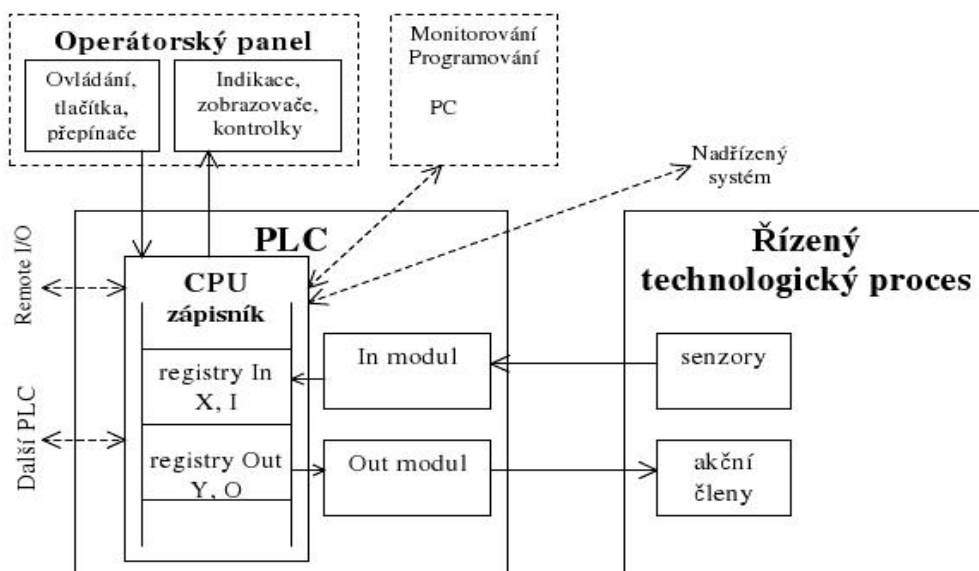 Operátorský panel
Ovládání,
tlačítka,
přepínače
Indikace,
zobrazovače,
kontrolky
Monitorování
Programování
PC
Nadřízený
systém
Remote I/O
Další PLC
PLC
CPU
zápisník
registry In
X, I
registry Out
Y, O
In modul
Out modul
Řízený
technologický proces
senzory
akční
členy